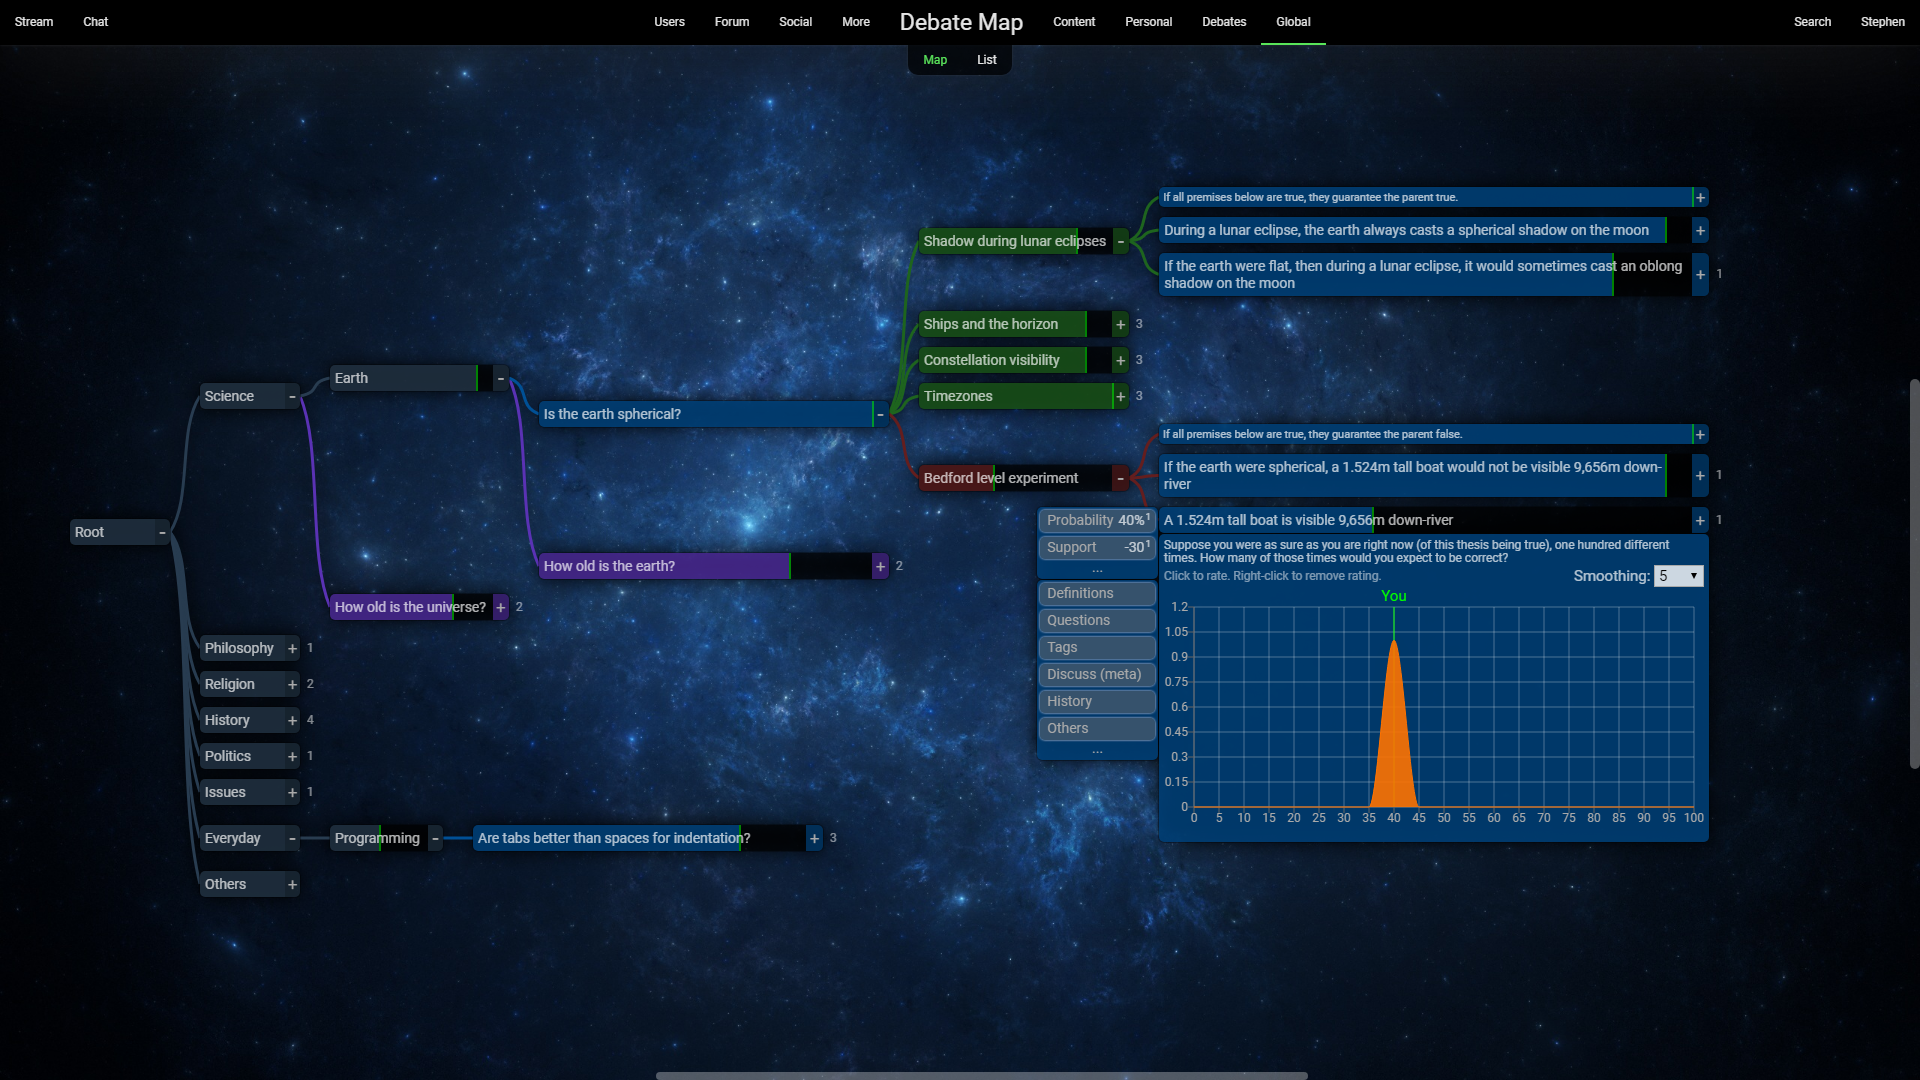 Stream Chat Users Forum Social More Debate Map Content Personal Debates Global Search Stephen
Map List
If all premises below are true, they guarantee the parent true. +
During a lunar eclipse, the earth always casts a spherical shadow on the moon +
Shadow during lunar eclipses -
If the earth were flat, then during a lunar eclipse, it would sometimes cast an oblong
shadow on the moon + 1
Ships and the horizon + 3
Constellation visibility + 3
Timezones + 3
Earth -
Science -
Is the earth spherical? -
If all premises below are true, they guarantee the parent false. +
If the earth were spherical, a 1.524m tall boat would not be visible 9,656m down-
river + 1
Bedford level experiment -
Root -
A 1.524m tall boat is visible 9,656m down-river + 1
Probability 40%1
Support -301
...
Definitions
Questions
Tags
Discuss (meta)
History
Others
...
Suppose you were as sure as you are right now (of this thesis being true), one hundred different
times. How many of those times would you expect to be correct?
Click to rate. Right-click to remove rating. Smoothing: 5
You
1.2
1.05
0.9
0.75
0.6
0.45
0.3
0.15
0
0 5 10 15 20 25 30 35 40 45 50 55 60 65 70 75 80 85 90 95 100
How old is the earth? + 2
How old is the universe? + 2
Philosophy + 1
Religion + 2
History + 4
Politics + 1
Issues + 1
Everyday - Programming - Are tabs better than spaces for indentation? + 3
Others +